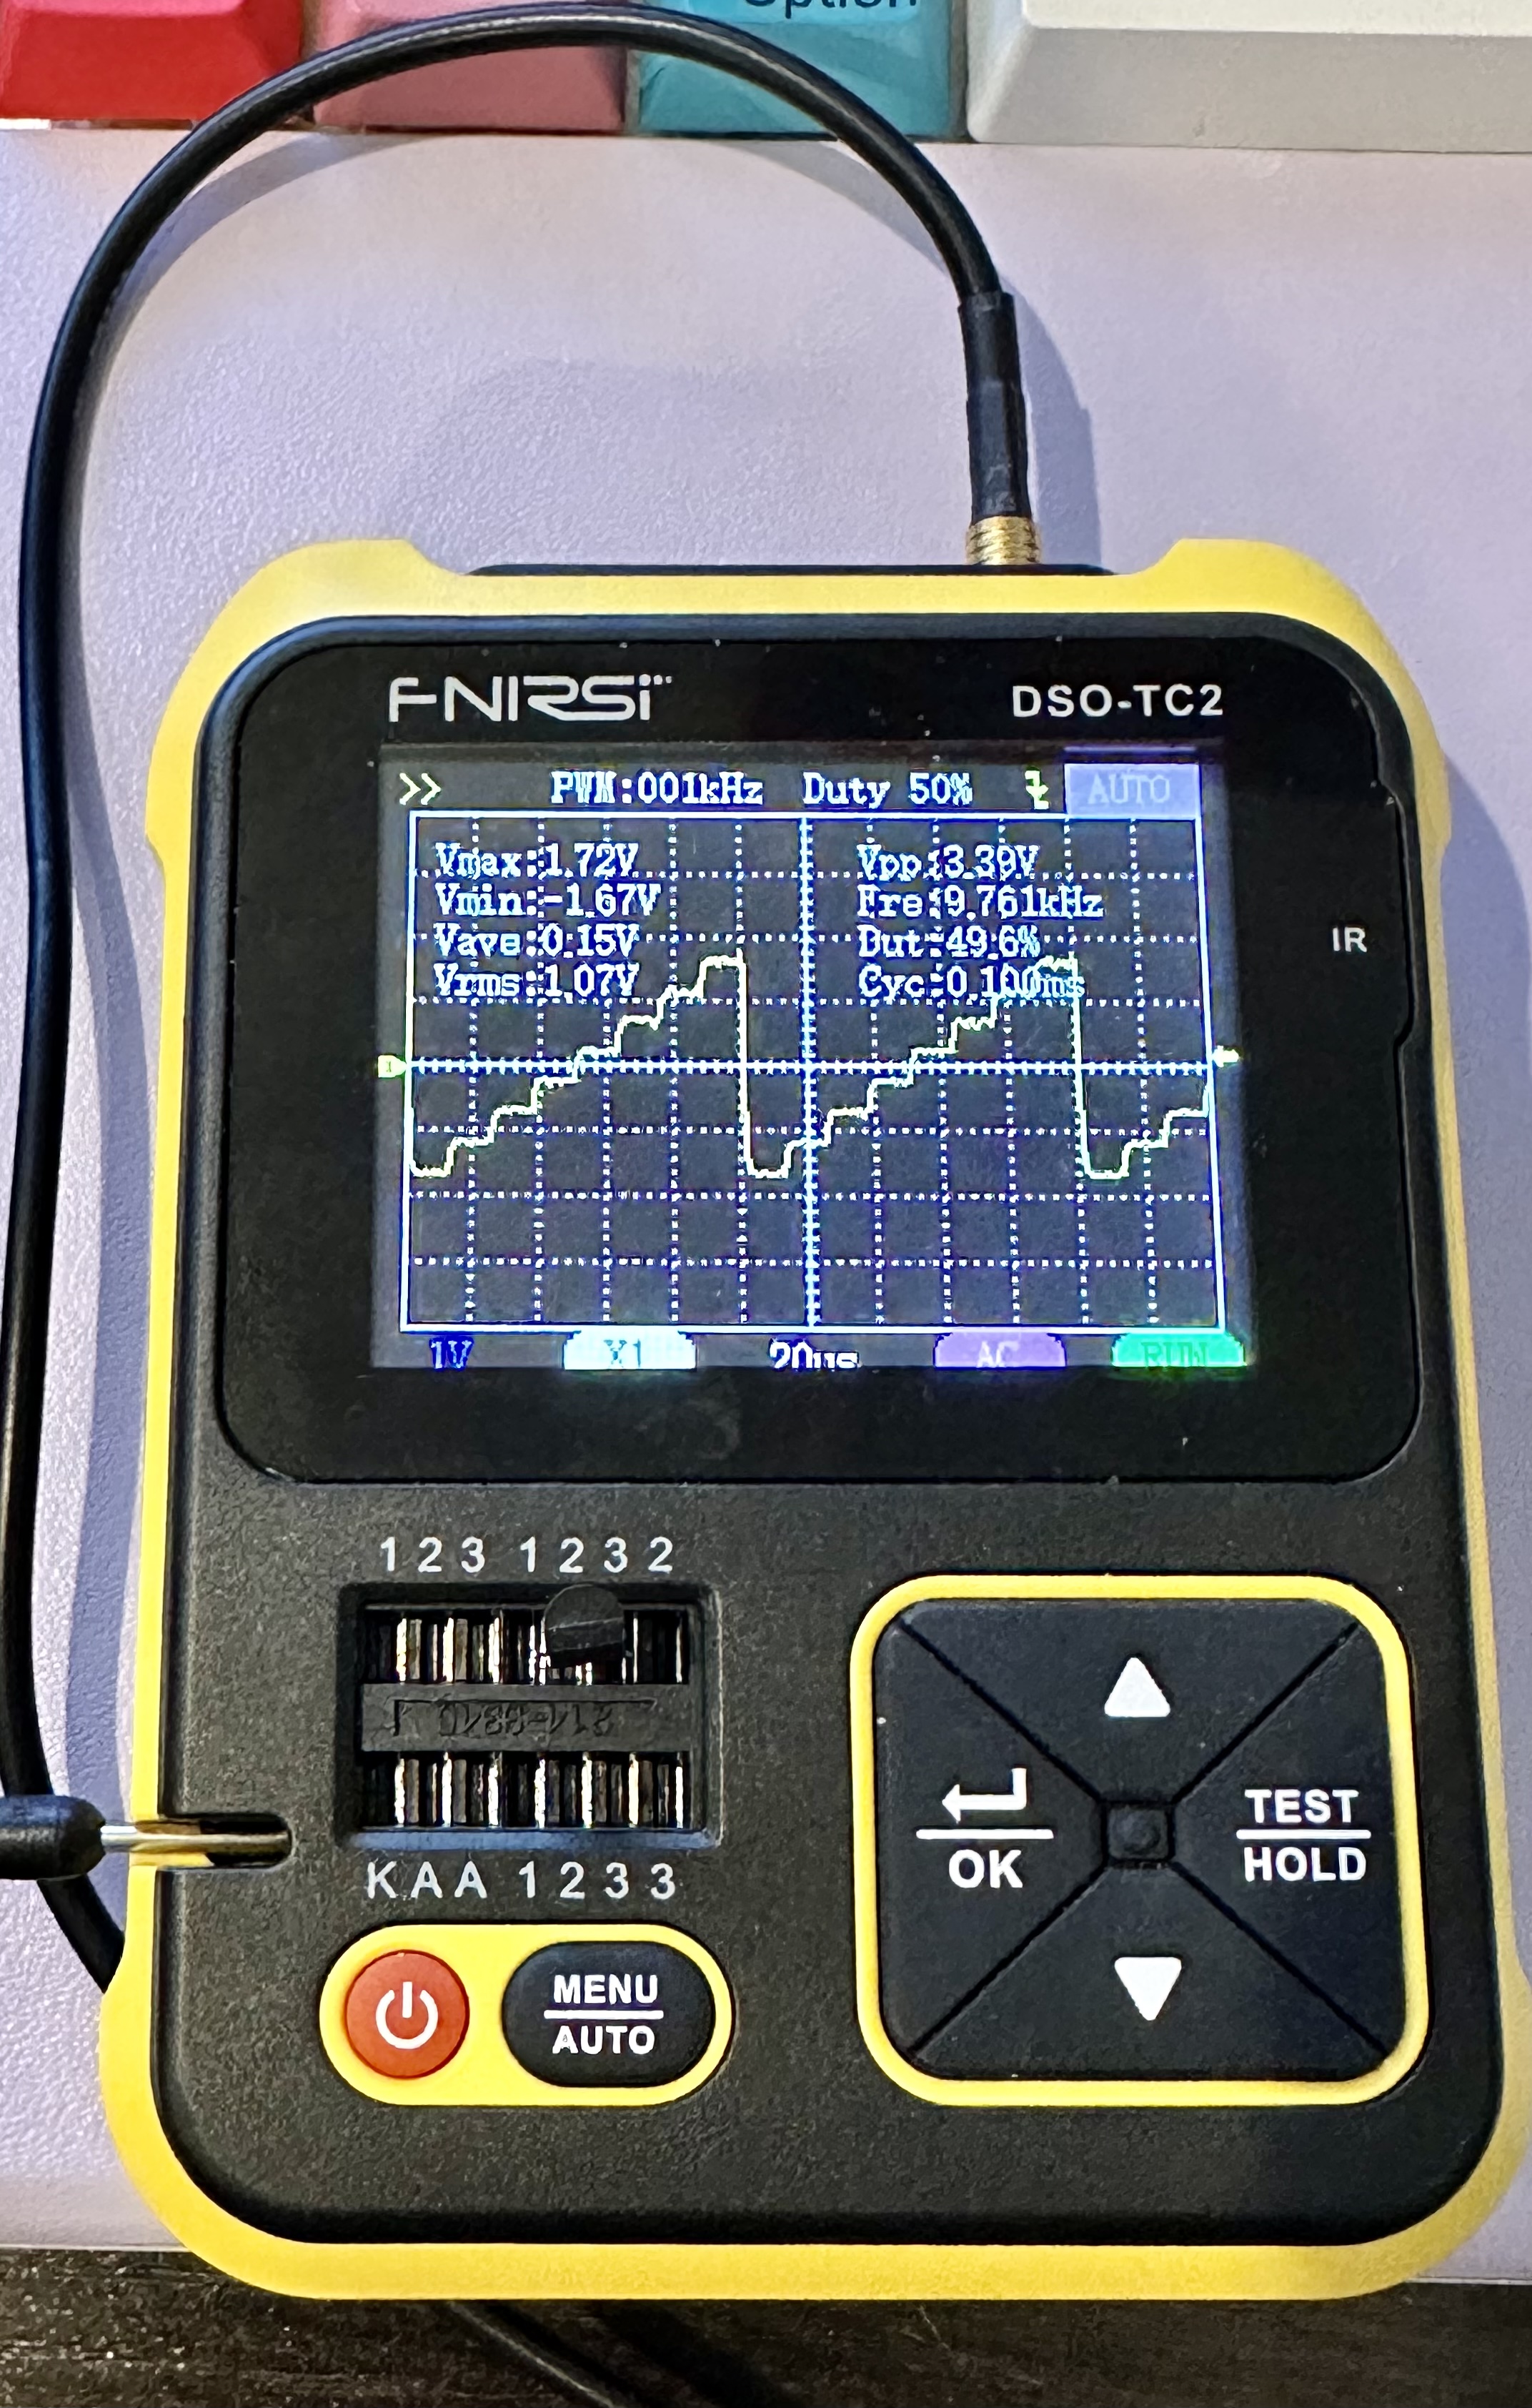 Option
FNIRSI
DSO-TC2
>> PWM:001kHz Duty 50% AUTO
Vmax:1.72V Vpp:3.39V
Vmin:-1.67V Fre:9.761kHz
Vave:0.15V Dut:49.6%
Vrms:1.07V Cyc:0.100ms
IR
1
1V X1 20us AC RUN
1 2 3 1 2 3 2
OK
TEST
HOLD
K A A 1 2 3 3
MENU
AUTO